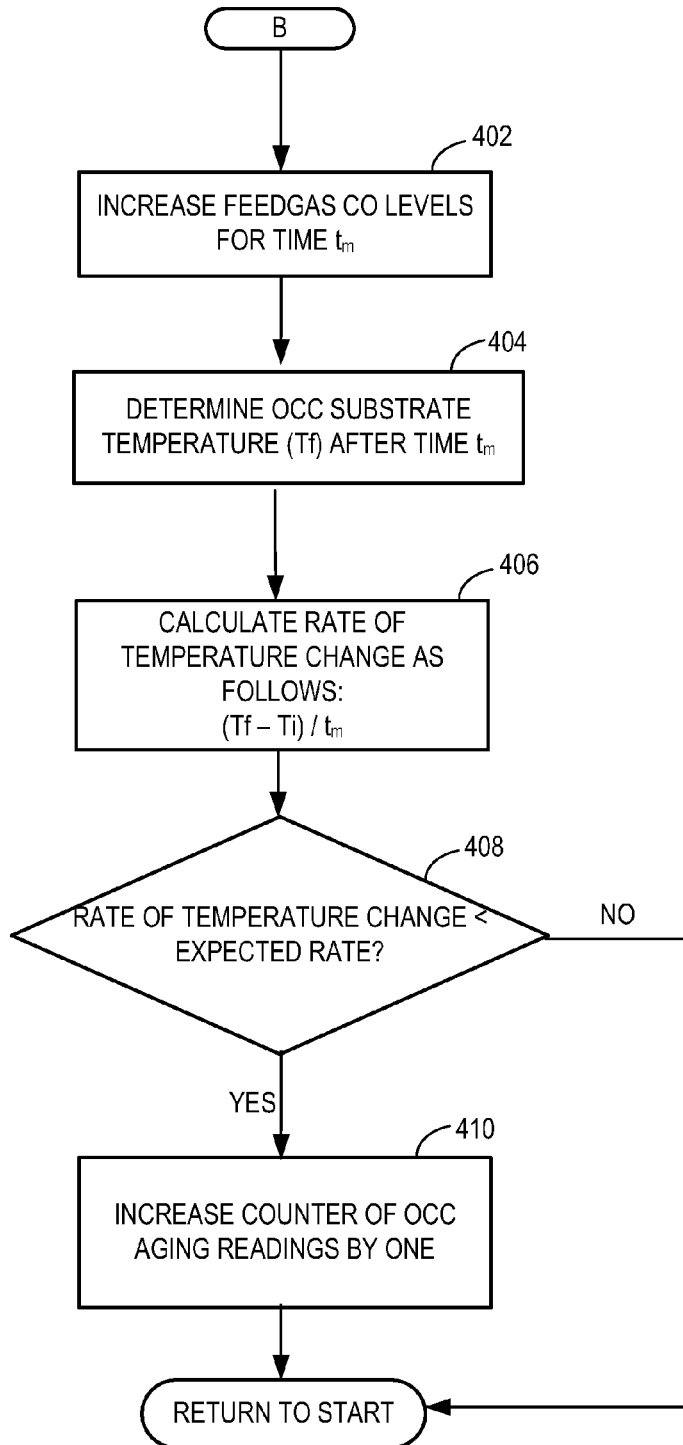 B
402
INCREASE FEEDGAS CO LEVELS
FOR TIME tm
404
DETERMINE OCC SUBSTRATE
TEMPERATURE (Tf) AFTER TIME tm
406
CALCULATE RATE OF
TEMPERATURE CHANGE AS
FOLLOWS:
(Tf – Ti) / tm
408
RATE OF TEMPERATURE CHANGE <
EXPECTED RATE?
NO
YES
410
INCREASE COUNTER OF OCC
AGING READINGS BY ONE
RETURN TO START